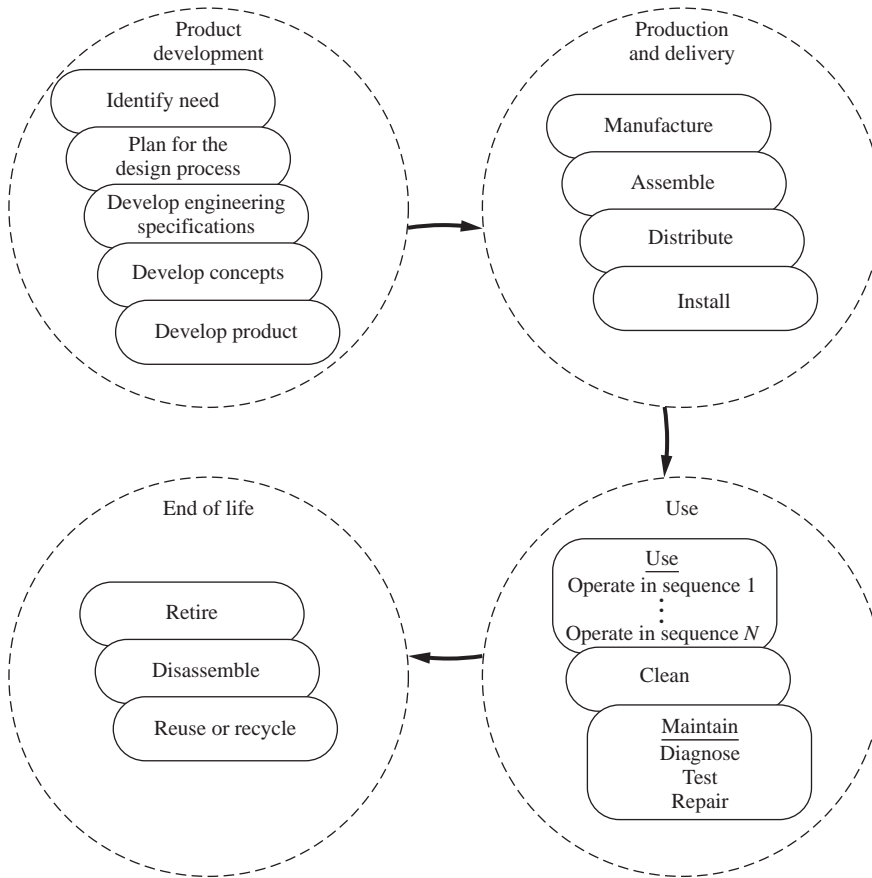 Product
development
Identify need
Plan for the
design process
Develop engineering
specifications
Develop concepts
Develop product
Production
and delivery
Manufacture
Assemble
Distribute
Install
End of life
Retire
Disassemble
Reuse or recycle
Use
Use
Operate in sequence 1
⋮
Operate in sequence N
Clean
Maintain
Diagnose
Test
Repair